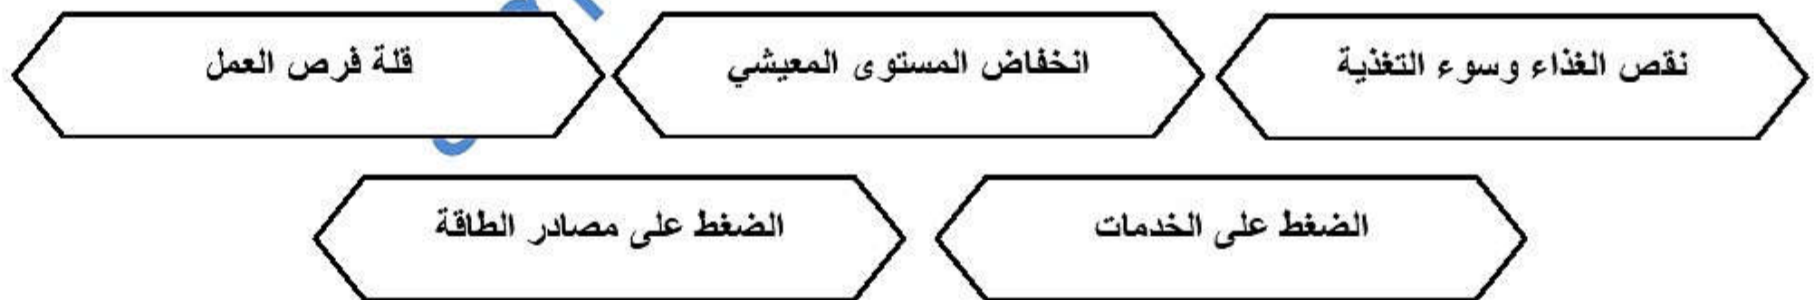 نقص الغذاء وسوء التغذية
انخفاض المستوى المعيشي
قلة فرص العمل
الضغط على الخدمات
الضغط على مصادر الطاقة